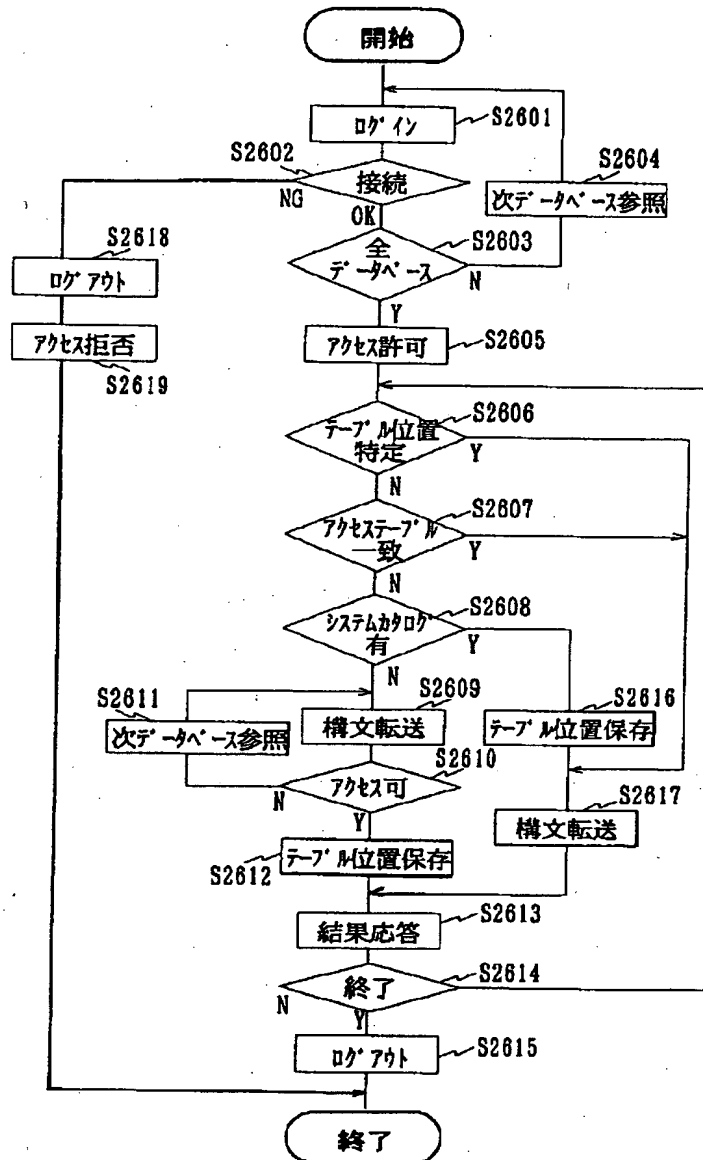 開始
ログイン
S2601
S2602
接続
NG
OK
S2604
次データベース参照
全
データベース
S2603
N
Y
S2618
ログアウト
アクセス拒否
S2619
アクセス許可
S2605
テーブル位置
特定
S2606
Y
N
アクセステーブル
一致
S2607
Y
N
システムカタログ
有
S2608
Y
N
S2611
次データベース参照
S2609
構文転送
S2616
テーブル位置保存
アクセス可
S2610
N
Y
S2617
構文転送
S2612
テーブル位置保存
結果応答
S2613
終了
S2614
N
Y
ログアウト
S2615
終了